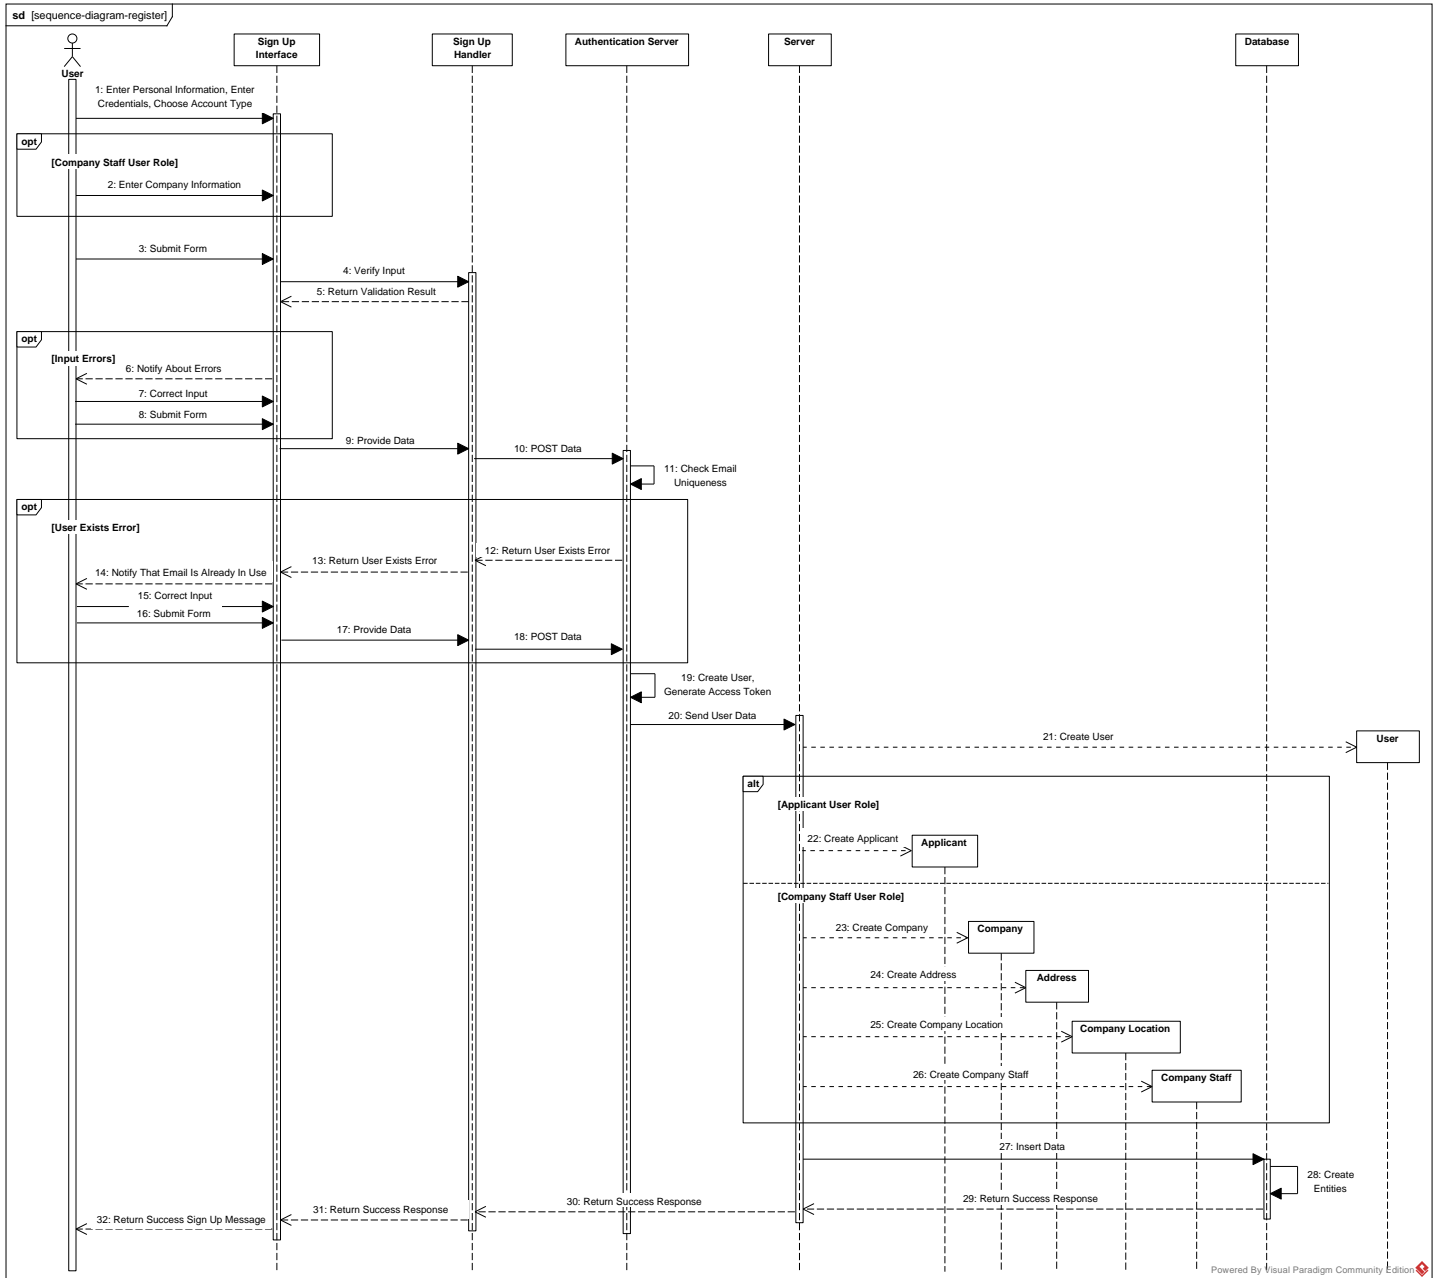 sd [sequence-diagram-register]
User
Sign Up
Interface
Sign Up
Handler
Authentication Server
Server
Database
1: Enter Personal Information, Enter
Credentials, Choose Account Type
opt
[Company Staff User Role]
2: Enter Company Information
3: Submit Form
4: Verify Input
5: Return Validation Result
opt
[Input Errors]
6: Notify About Errors
7: Correct Input
8: Submit Form
9: Provide Data
10: POST Data
11: Check Email
Uniqueness
opt
[User Exists Error]
12: Return User Exists Error
13: Return User Exists Error
14: Notify That Email Is Already In Use
15: Correct Input
16: Submit Form
17: Provide Data
18: POST Data
19: Create User,
Generate Access Token
20: Send User Data
21: Create User
User
alt
[Applicant User Role]
22: Create Applicant
Applicant
[Company Staff User Role]
23: Create Company
Company
24: Create Address
Address
25: Create Company Location
Company Location
26: Create Company Staff
Company Staff
27: Insert Data
28: Create
Entities
29: Return Success Response
30: Return Success Response
31: Return Success Response
32: Return Success Sign Up Message
Powered By Visual Paradigm Community Edition